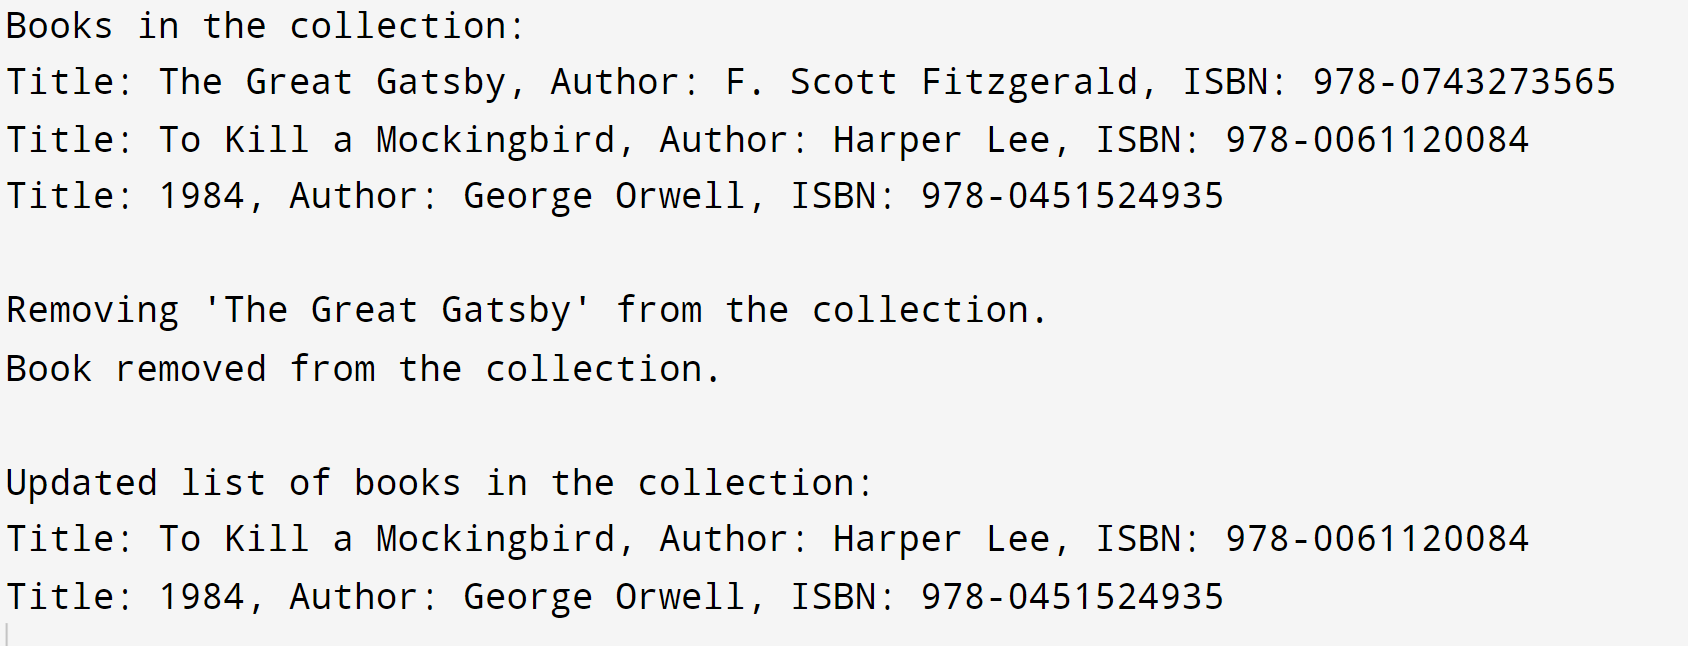 Books in the collection:
Title: The Great Gatsby, Author: F. Scott Fitzgerald, ISBN: 978-0743273565
Title: To Kill a Mockingbird, Author: Harper Lee, ISBN: 978-0061120084
Title: 1984, Author: George Orwell, ISBN: 978-0451524935
Removing 'The Great Gatsby' from the collection.
Book removed from the collection.
Updated list of books in the collection:
Title: To Kill a Mockingbird, Author: Harper Lee, ISBN: 978-0061120084
Title: 1984, Author: George Orwell, ISBN: 978-0451524935